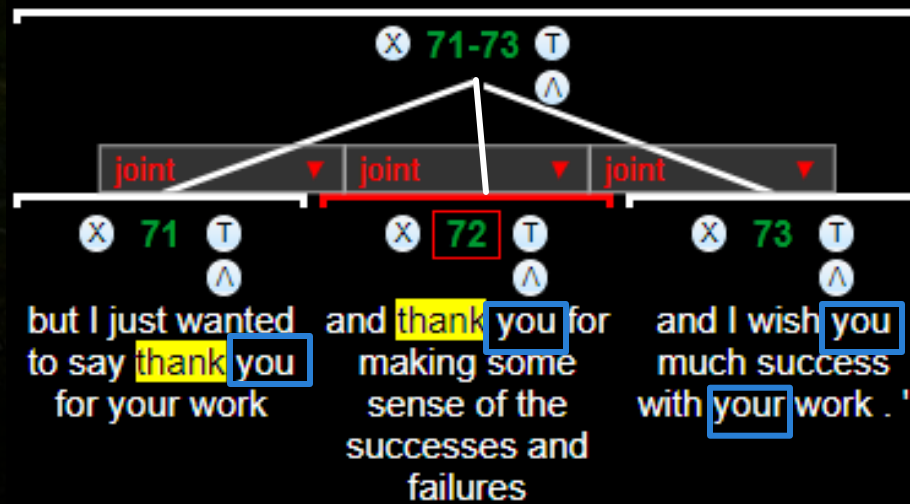 X 71-73 T
Λ
joint ▼ joint ▼ joint ▼
X 71 T
Λ
but I just wanted
to say thank you
for your work
X 72 T
Λ
and thank you for
making some
sense of the
successes and
failures
X 73 T
Λ
and I wish you
much success
with your work . '